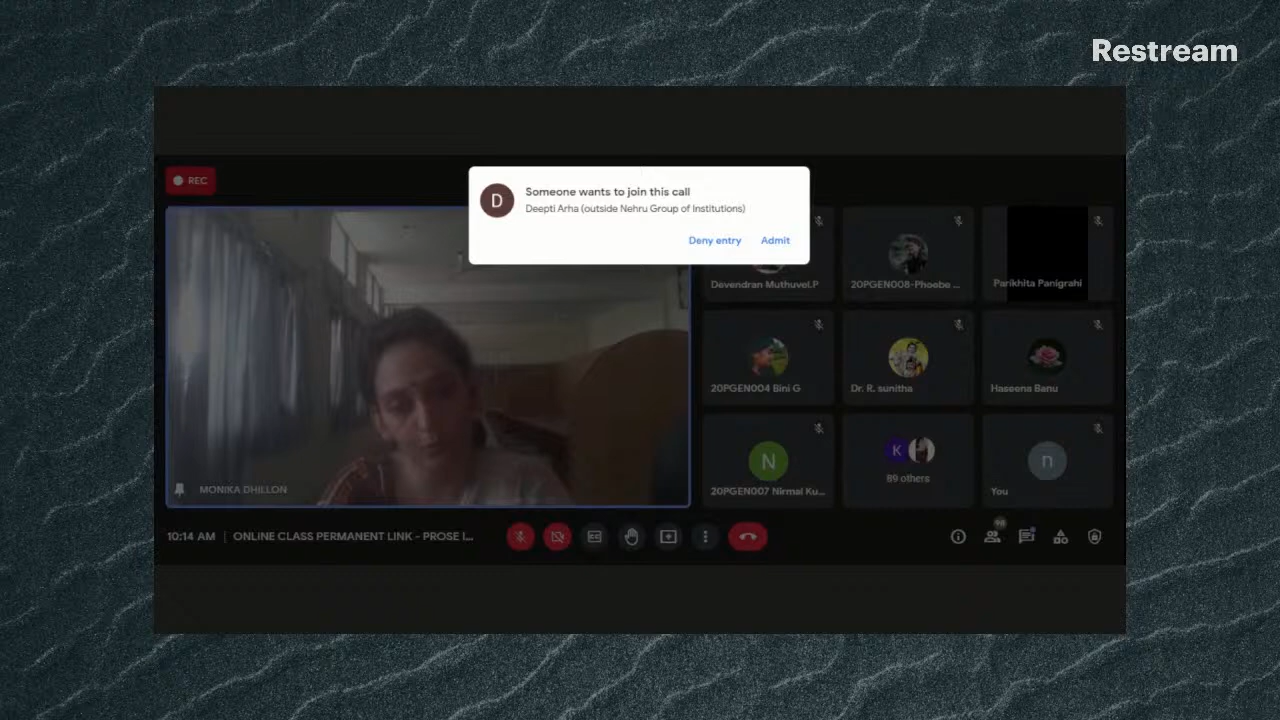 Restream
REC
D
Someone wants to join this call
Deepti Arha (outside Nehru Group of Institutions)
Deny entry
Admit
Devendran Muthuvel.P
20PGEN008-Phoebe ...
Parikhita Panigrahi
20PGEN004 Bini G
Dr. R. sunitha
Haseena Banu
N
20PGEN007 Nirmal Ku...
K
89 others
n
You
MONIKA DHILLON
10:14 AM | ONLINE CLASS PERMANENT LINK - PROSE I...
CC
98